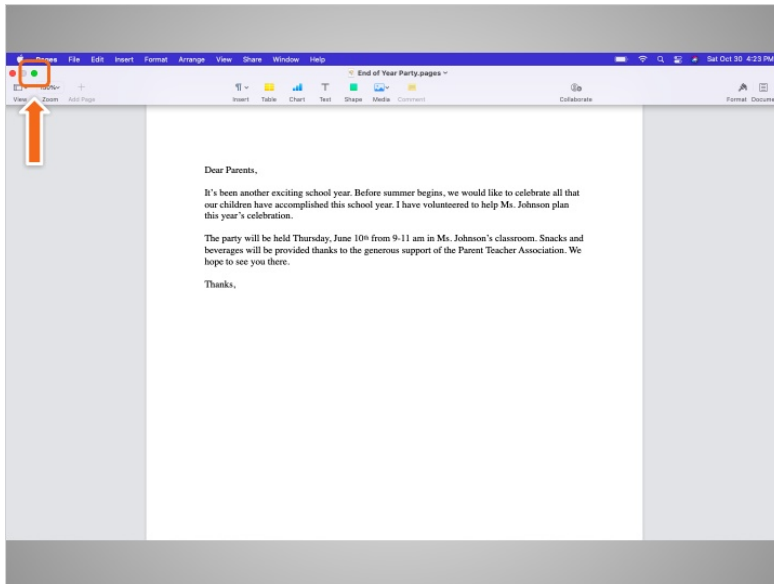 Pages File Edit Insert Format Arrange View Share Window Help Sat Oct 30 4:23 PM
End of Year Party.pages
View Zoom Add Page Insert Table Chart Text Shape Media Comment Collaborate Format Docume
Dear Parents,
It's been another exciting school year. Before summer begins, we would like to celebrate all that
our children have accomplished this school year. I have volunteered to help Ms. Johnson plan
this year's celebration.
The party will be held Thursday, June 10th from 9-11 am in Ms. Johnson's classroom. Snacks and
beverages will be provided thanks to the generous support of the Parent Teacher Association. We
hope to see you there.
Thanks,